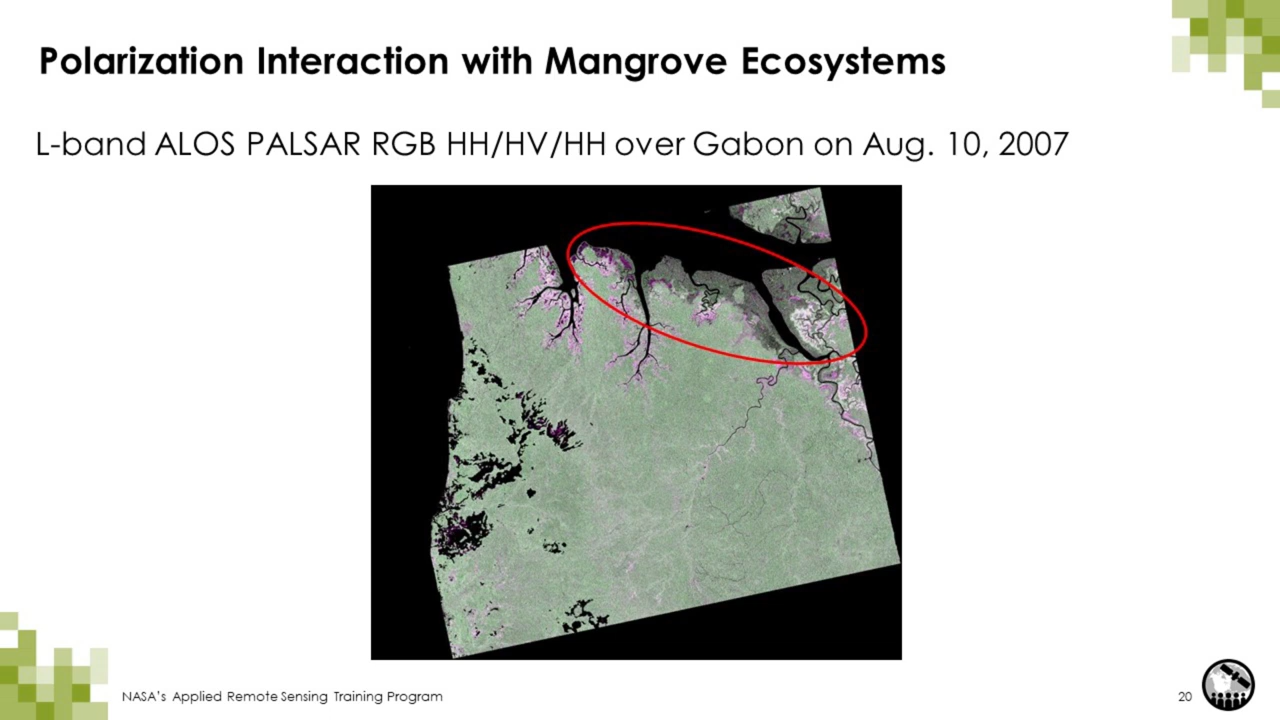 Polarization Interaction with Mangrove Ecosystems
L-band ALOS PALSAR RGB HH/HV/HH over Gabon on Aug. 10, 2007
NASA's Applied Remote Sensing Training Program
20